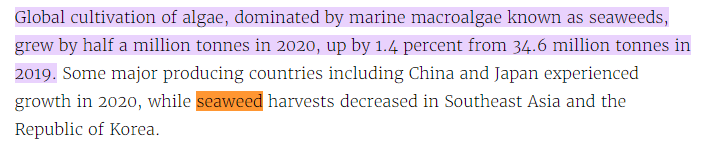 Global cultivation of algae, dominated by marine macroalgae known as seaweeds,
grew by half a million tonnes in 2020, up by 1.4 percent from 34.6 million tonnes in
2019. Some major producing countries including China and Japan experienced
growth in 2020, while seaweed harvests decreased in Southeast Asia and the
Republic of Korea.